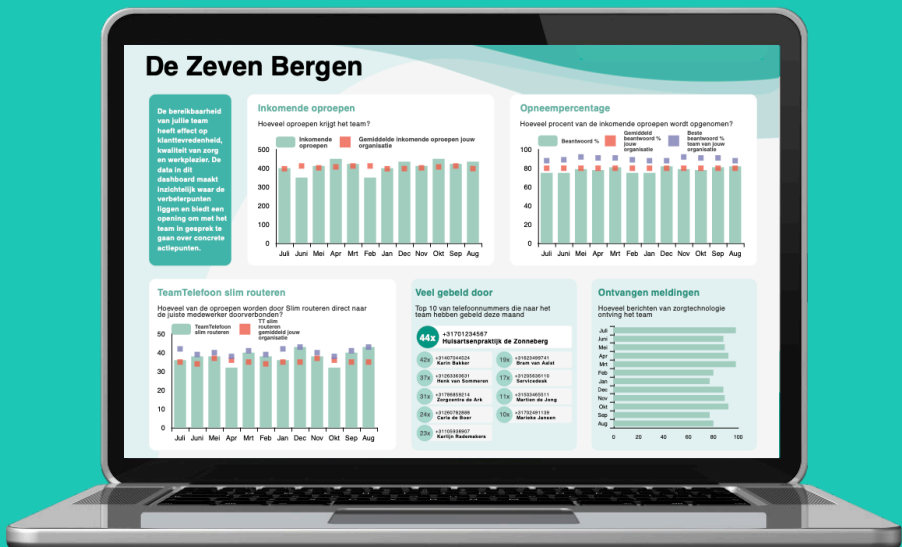 De Zeven Bergen
De bereikbaarheid
van jullie team
heeft effect op
klanttevredenheid,
kwaliteit van zorg
en werkplezier. De
data in dit
dashboard maakt
inzichtelijk waar de
verbeterpunten
liggen en biedt een
opening om met het
team in gesprek te
gaan over concrete
actiepunten.
Inkomende oproepen
Hoeveel oproepen krijgt het team?
Inkomende
oproepen
Gemiddelde inkomende oproepen jouw
organisatie
500
400
300
200
100
0
Juli Juni Mei Apr Mrt Feb Jan Dec Nov Okt Sep Aug
Opneempercentage
Hoeveel procent van de inkomende oproepen wordt opgenomen?
Beantwoord %
Gemiddeld
beantwoord %
jouw
organisatie
Beste
beantwoord %
team van jouw
organisatie
100
80
60
40
20
0
Juli Juni Mei Apr Mrt Feb Jan Dec Nov Okt Sep Aug
TeamTelefoon slim routeren
Hoeveel van de oproepen worden door Slim routeren direct naar
de juiste medewerker doorverbonden?
TeamTelefoon
slim routeren
TT slim
routeren
gemiddeld jouw
organisatie
50
40
30
20
10
0
Juli Juni Mei Apr Mrt Feb Jan Dec Nov Okt Sep Aug
Veel gebeld door
Top 10 van telefoonnummers die naar het
team hebben gebeld deze maand
44x
+31701234567
Huisartsenpraktijk de Zonneberg
42x
Karin Bakker
37x
Henk van Sommeren
31x
Zorgcentra de Ark
24x
Carla de Boer
23x
Karlijn Rademakers
19x
Bram van Aalst
17x
Servicedesk
11x
Martien de Jong
10x
Marieke Jansen
Ontvangen meldingen
Hoeveel berichten van zorgtechnologie
ontving het team
Juli
Juni
Mei
Apr
Mrt
Feb
Jan
Dec
Nov
Okt
Sep
Aug
0 20 40 60 80 100